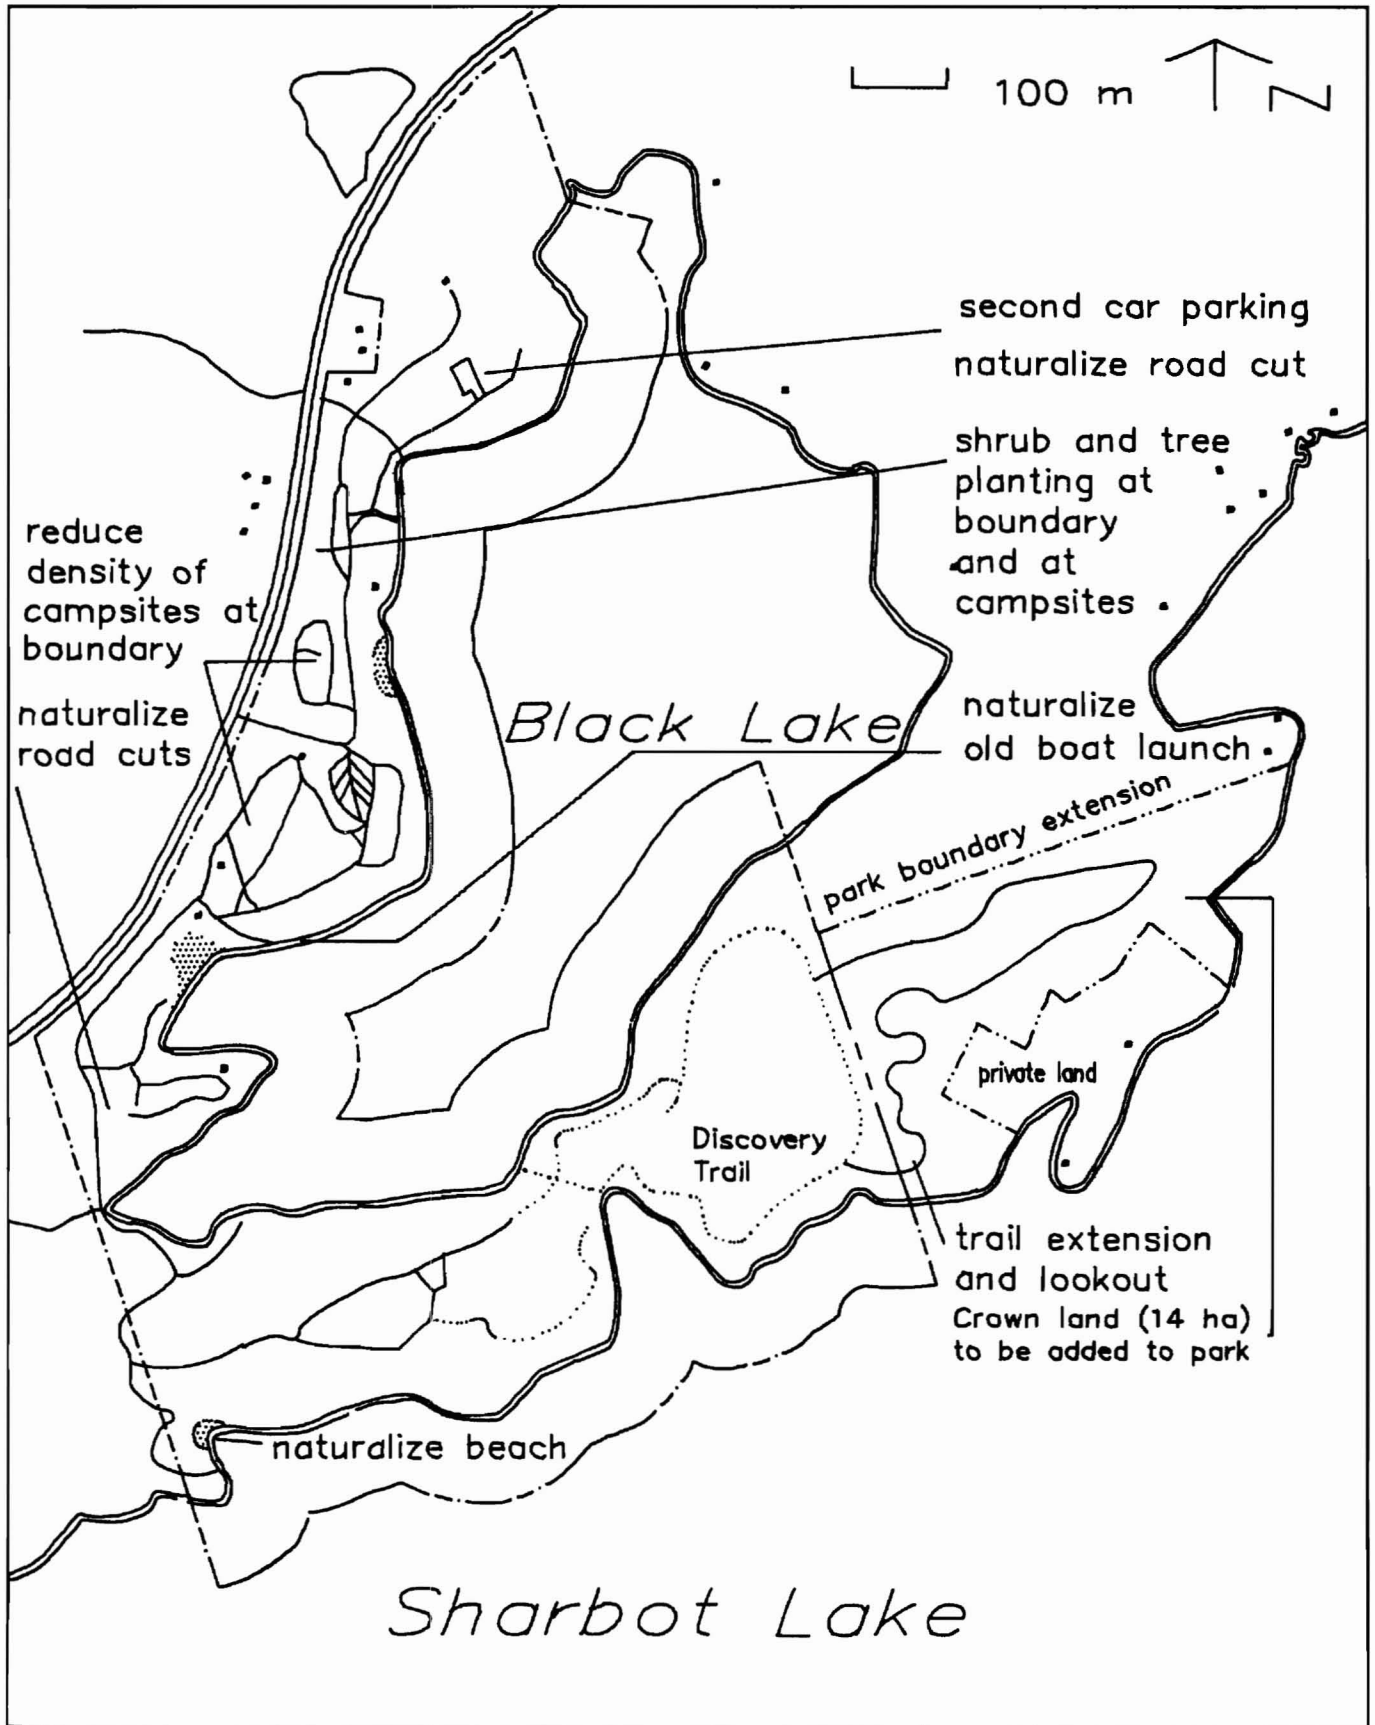 100 m
N
second car parking
naturalize road cut
shrub and tree
planting at
boundary
and at
campsites
reduce
density of
campsites at
boundary
naturalize
road cuts
Black Lake
naturalize
old boat launch
park boundary extension
private land
Discovery
Trail
trail extension
and lookout
Crown land (14 ha)
to be added to park
naturalize beach
Sharbot Lake